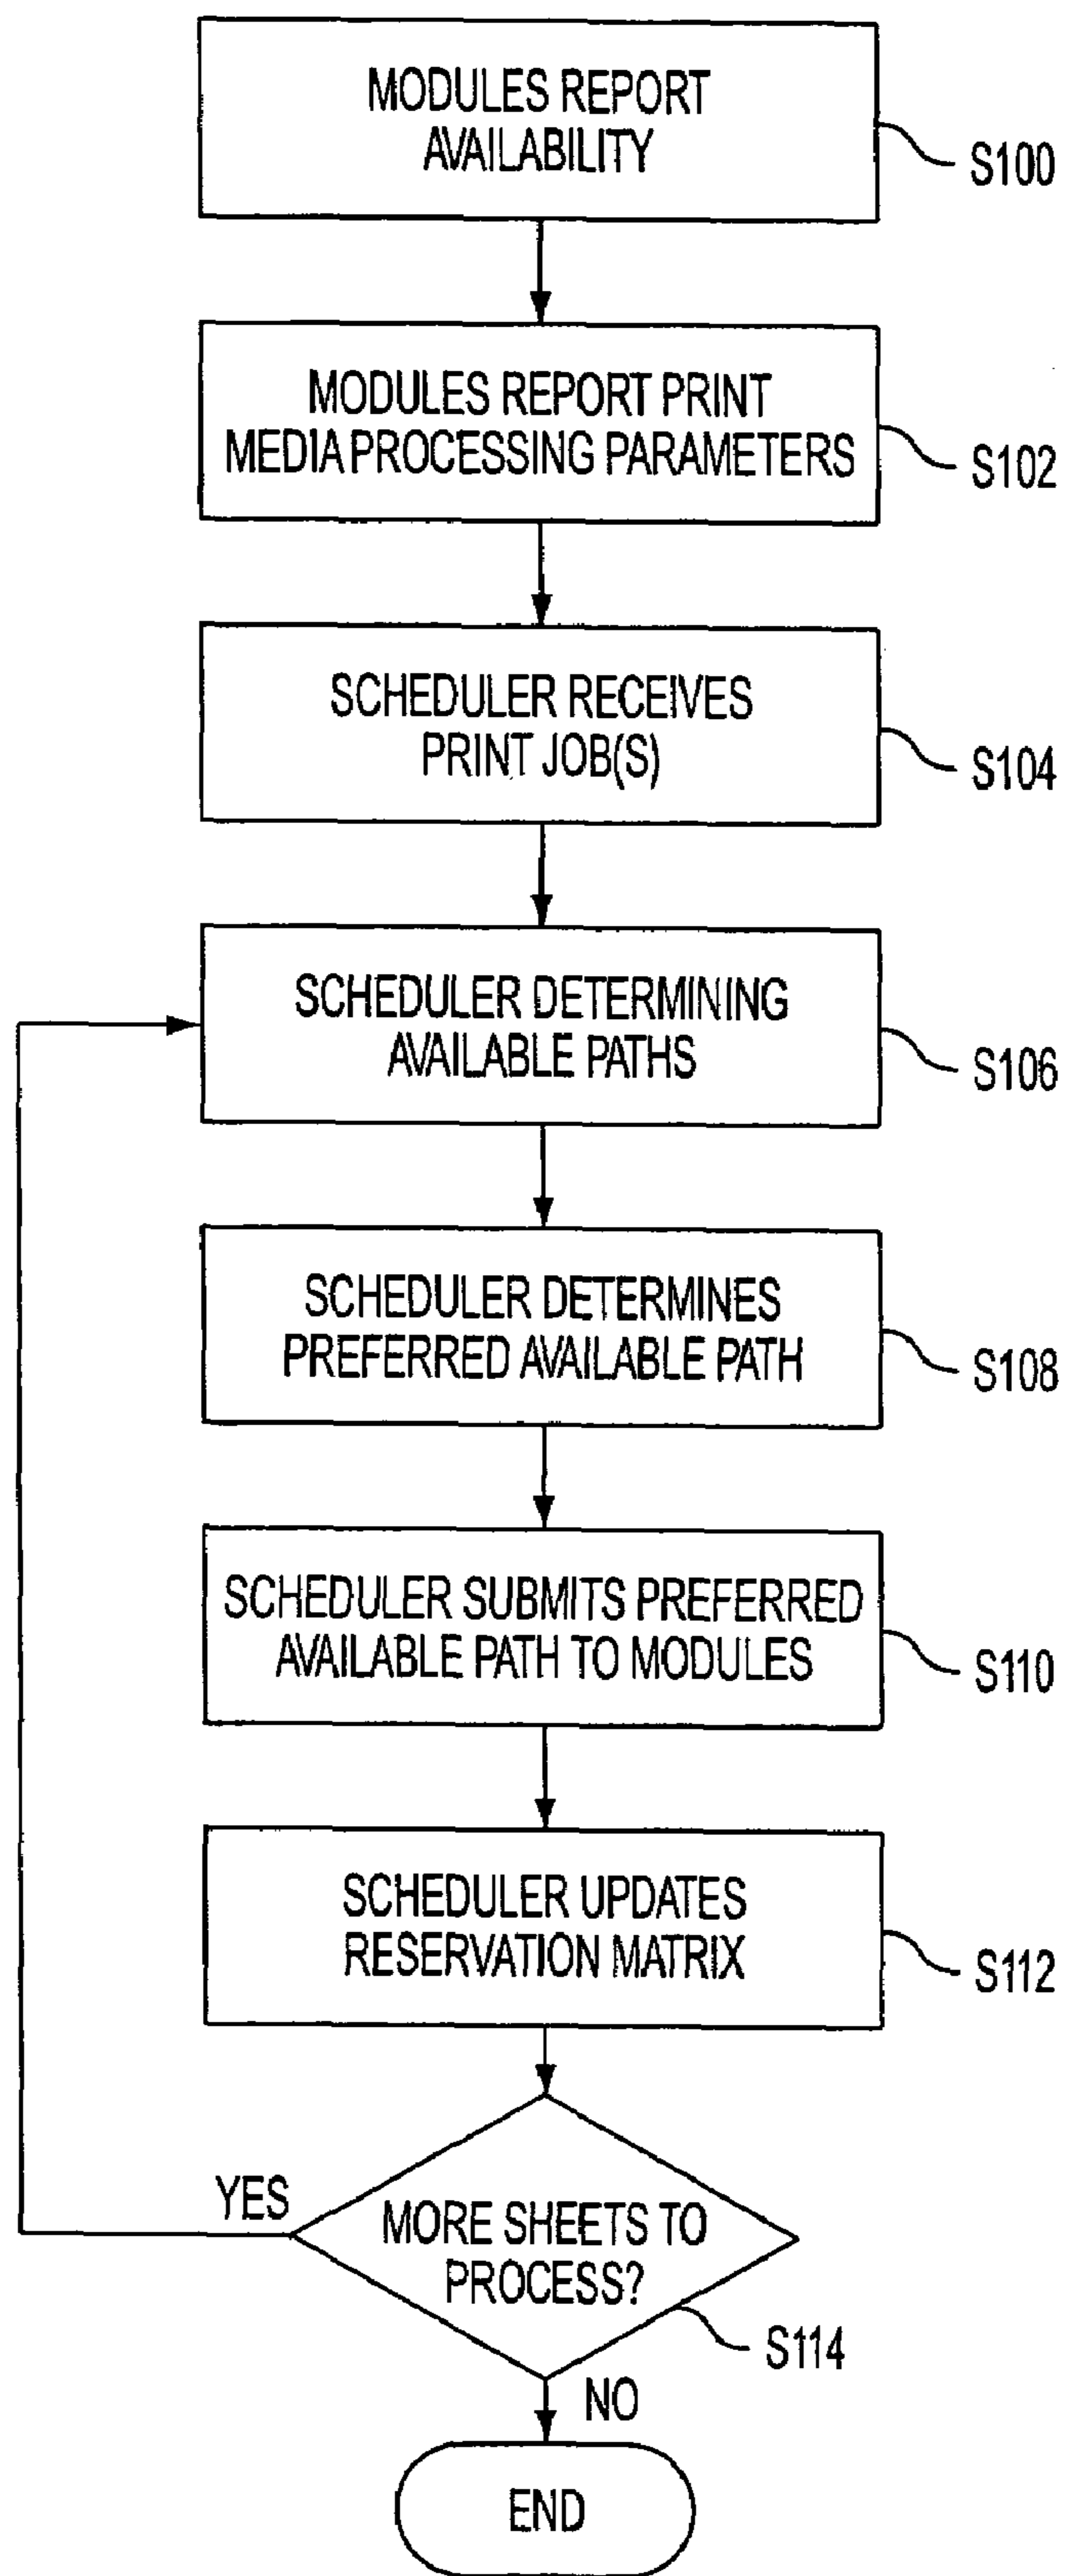 MODULES REPORT
AVAILABILITY
S100
MODULES REPORT PRINT
MEDIA PROCESSING PARAMETERS
S102
SCHEDULER RECEIVES
PRINT JOB(S)
S104
SCHEDULER DETERMINING
AVAILABLE PATHS
S106
SCHEDULER DETERMINES
PREFERRED AVAILABLE PATH
S108
SCHEDULER SUBMITS PREFERRED
AVAILABLE PATH TO MODULES
S110
SCHEDULER UPDATES
RESERVATION MATRIX
S112
YES
MORE SHEETS TO
PROCESS?
S114
NO
END